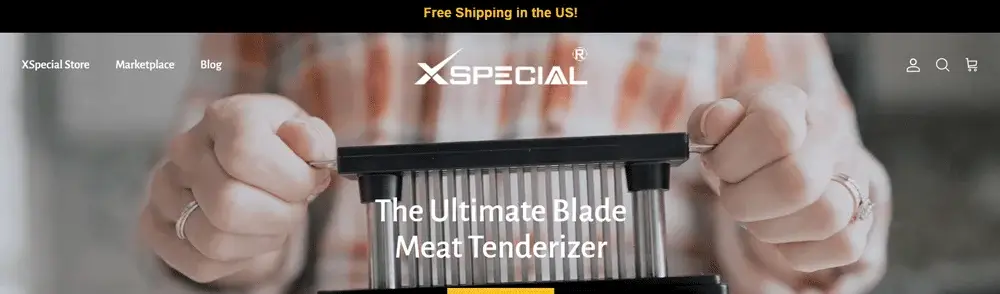 Free Shipping in the US!
XSpecial Store Marketplace Blog
XSPECIAL®
The Ultimate Blade
Meat Tenderizer